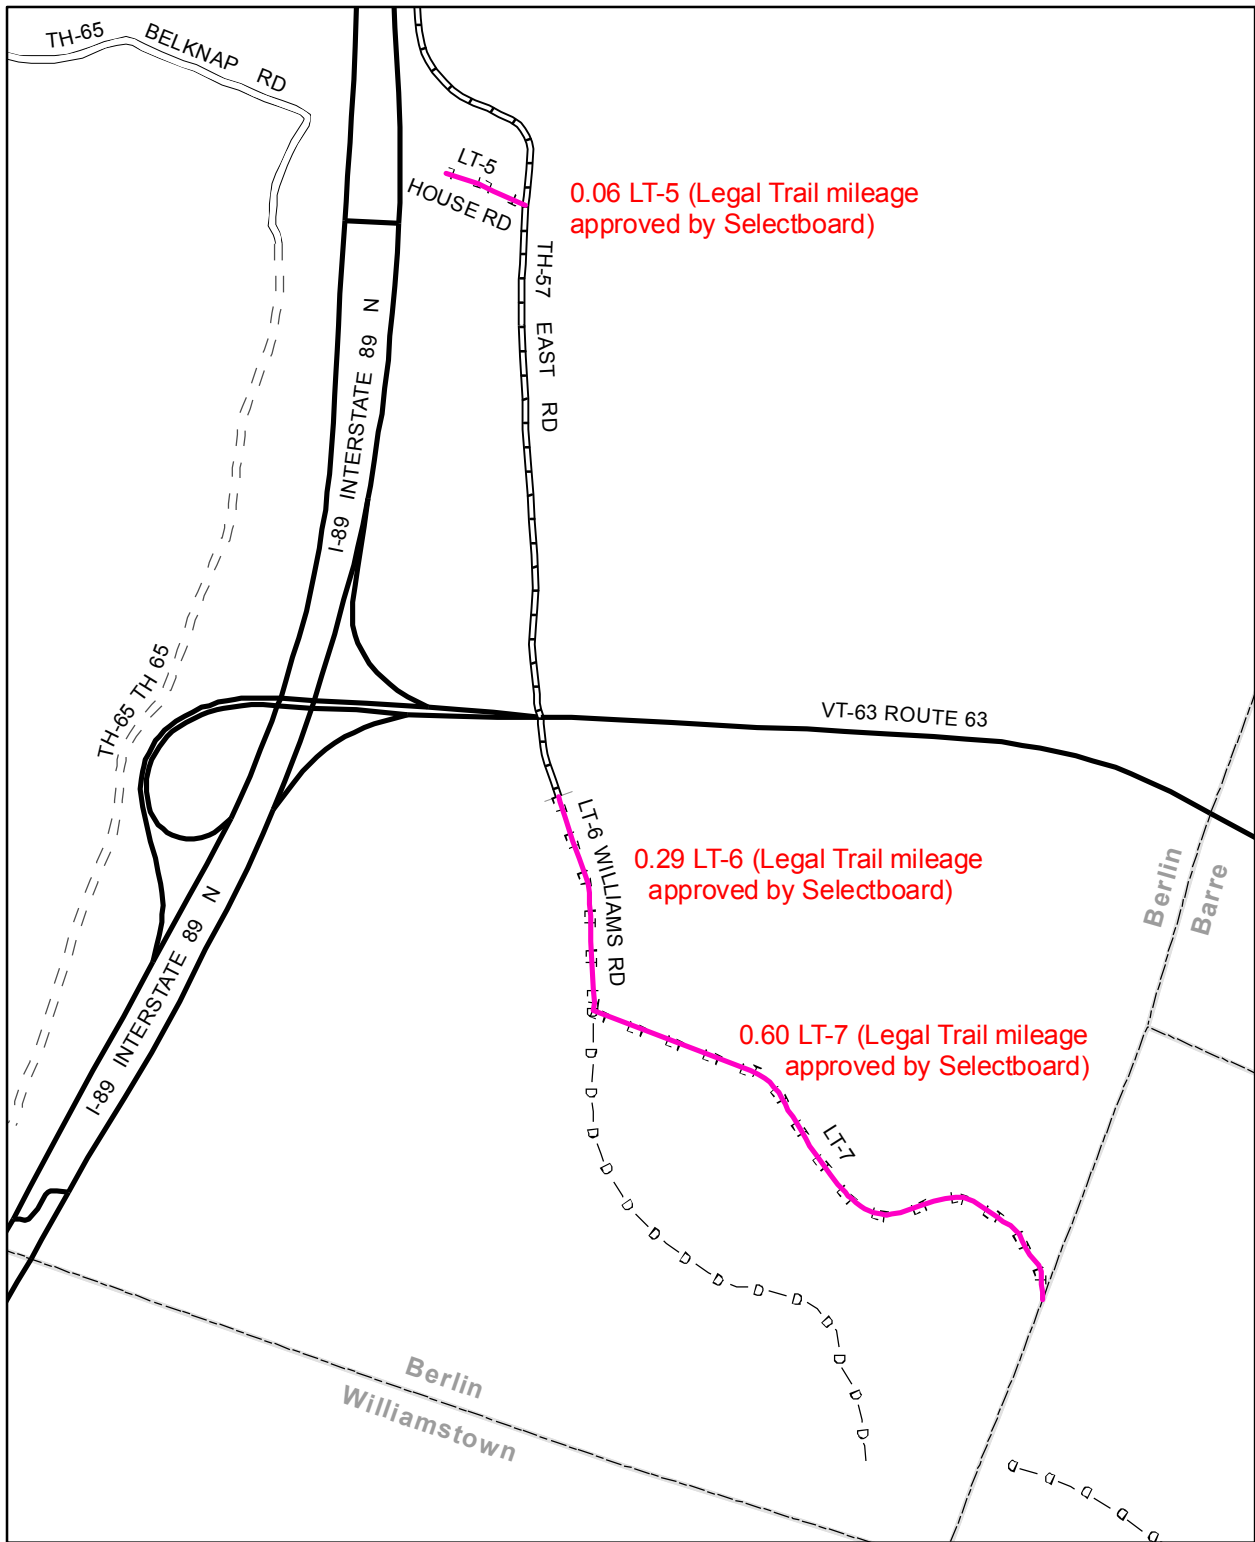 TH-65 BELKNAP RD
LT-5
HOUSE RD
0.06 LT-5 (Legal Trail mileage
approved by Selectboard)
TH-57 EAST RD
I-89 INTERSTATE 89 N
TH-65 TH 65
VT-63 ROUTE 63
LT-6 WILLIAMS RD
0.29 LT-6 (Legal Trail mileage
approved by Selectboard)
Berlin
Barre
I-89 INTERSTATE 89 N
0.60 LT-7 (Legal Trail mileage
approved by Selectboard)
LT-7
Berlin
Williamstown